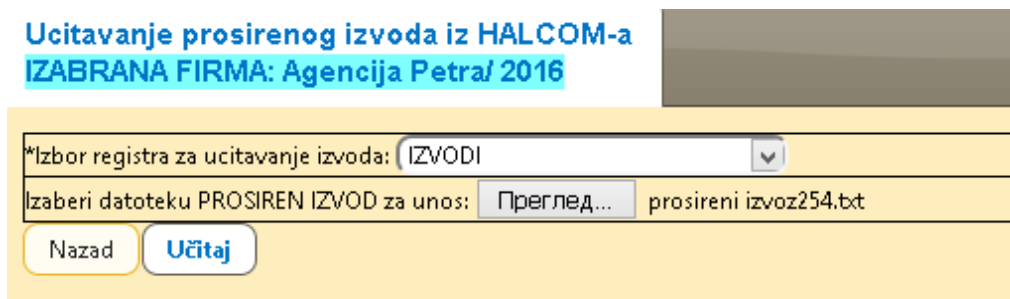 Ucitavanje prosirenog izvoda iz HALCOM-a
IZABRANA FIRMA: Agencija Petra/ 2016
*Izbor registra za ucitavanje izvoda: IZVODI
Izaberi datoteku PROSIREN IZVOD za unos: Преглед... prosireni izvoz254.txt
Nazad Učitaj